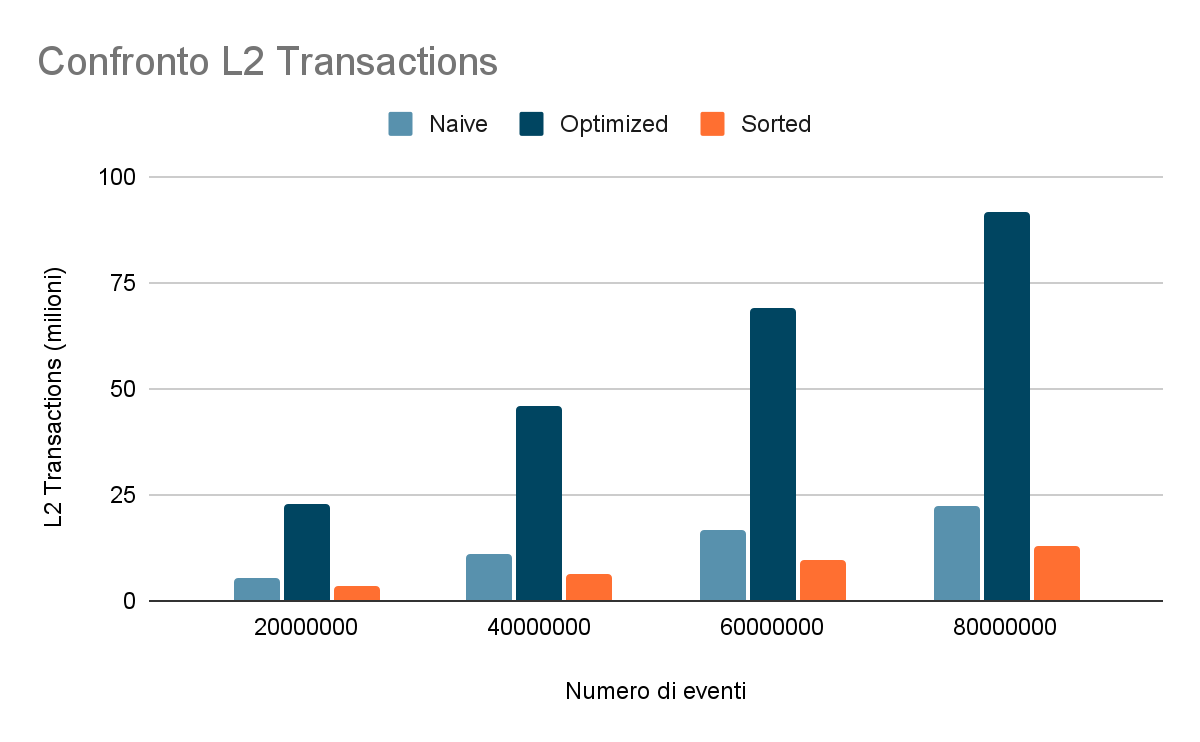 Confronto L2 Transactions
Naive Optimized Sorted
100
75
50
25
0
L2 Transactions (milioni)
20000000 40000000 60000000 80000000
Numero di eventi